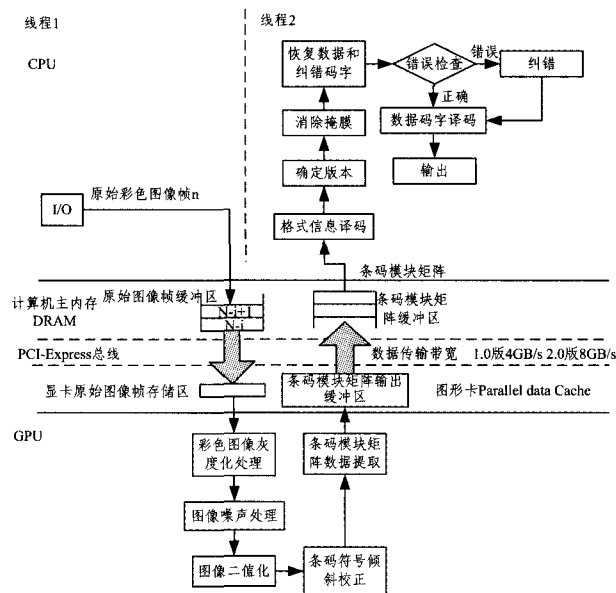 线程1
线程2
CPU
恢复数据和
纠错码字
错误检查
错误
纠错
正确
消除掩膜
数据码字译码
确定版本
输出
I/O
原始彩色图像帧n
格式信息译码
条码模块矩阵
计算机主内存
DRAM
原始图像帧缓冲区
N-i+1
N-i
条码模块矩
阵缓冲区
PCI-Express总线
数据传输带宽 1.0版4GB/s 2.0版8GB/s
显卡原始图像帧存储区
条码模块矩阵输出
缓冲区
图形卡Parallel data Cache
GPU
彩色图像灰
度化处理
条码模块矩
阵数据提取
图像噪声处理
图像二值化
条码符号倾
斜校正